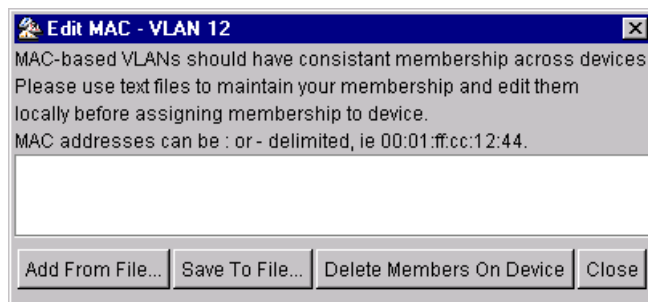 Edit MAC - VLAN 12
MAC-based VLANs should have consistant membership across devices
Please use text files to maintain your membership and edit them
locally before assigning membership to device.
MAC addresses can be : or - delimited, ie 00:01:ff:cc:12:44.
Add From File... Save To File... Delete Members On Device Close